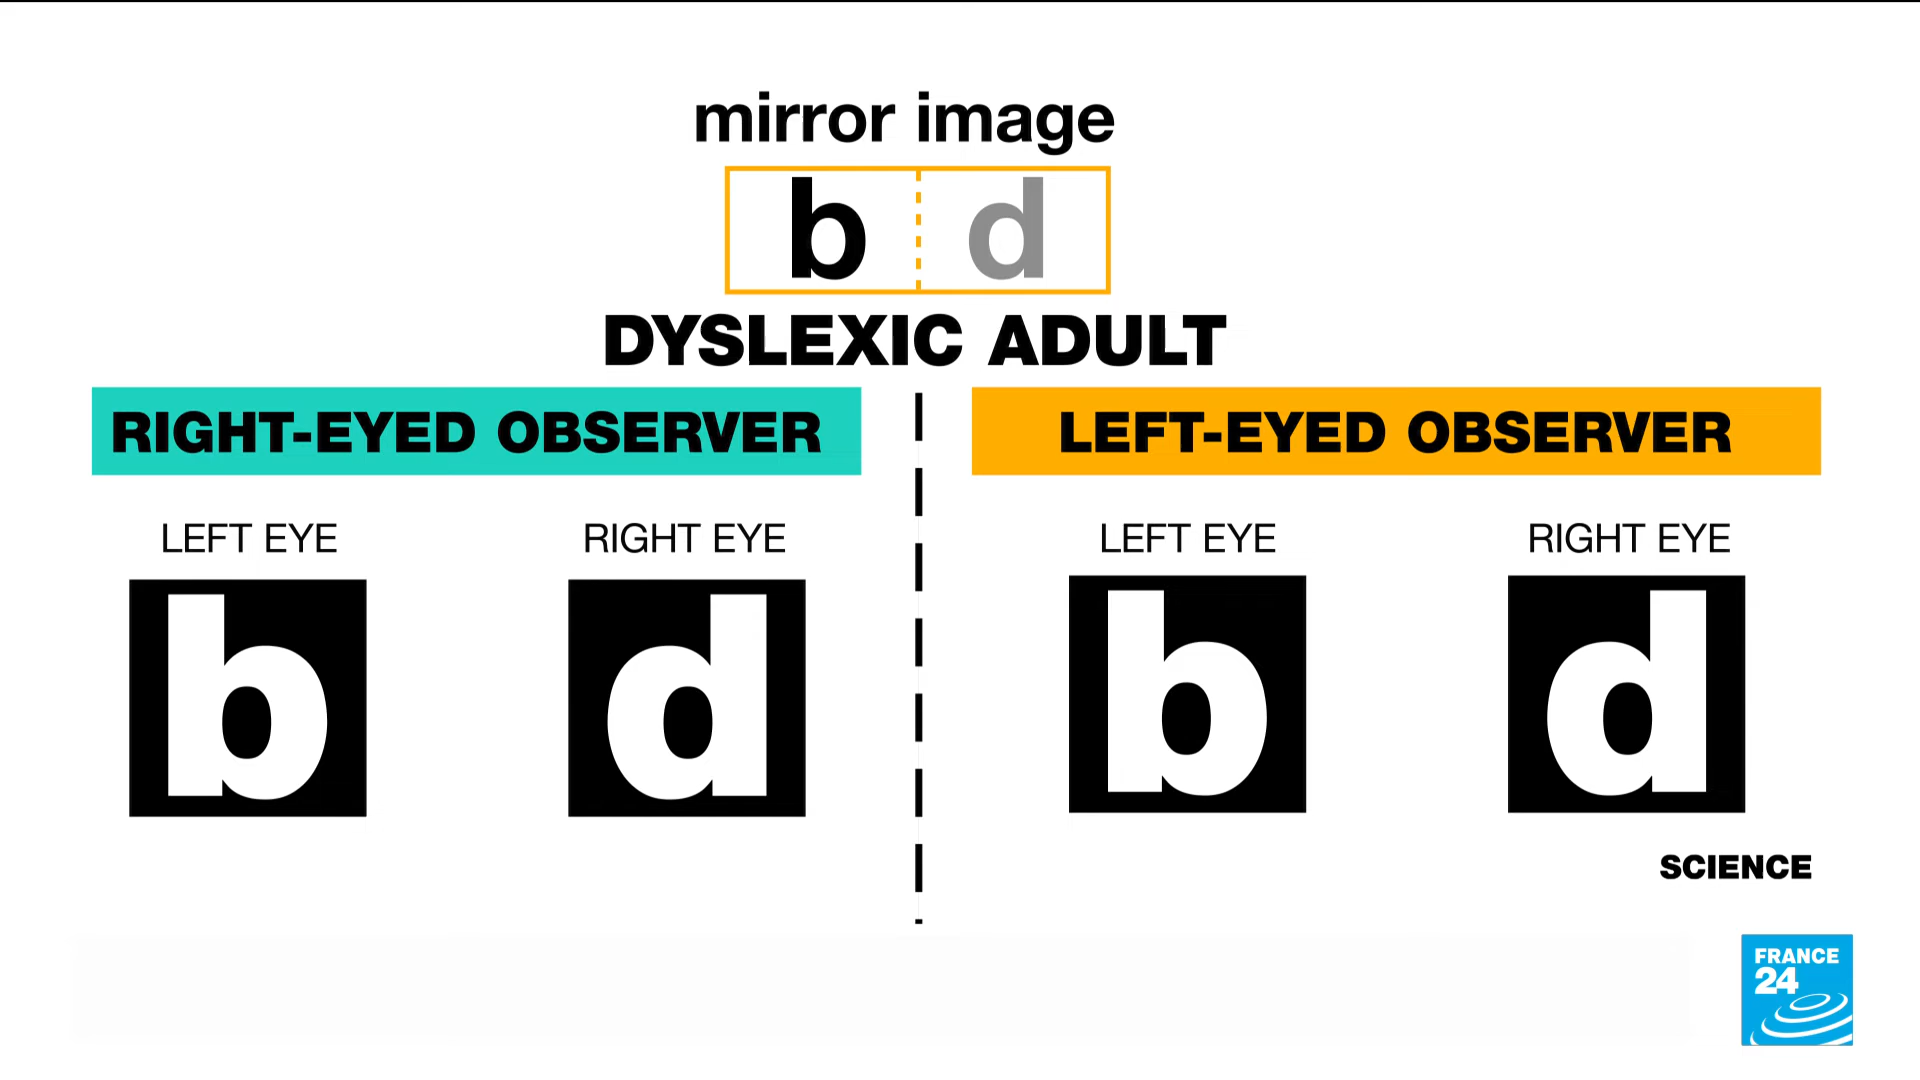 mirror image
b d
DYSLEXIC ADULT
RIGHT-EYED OBSERVER
LEFT EYE RIGHT EYE
b d
LEFT-EYED OBSERVER
LEFT EYE RIGHT EYE
b d
SCIENCE
FRANCE
24